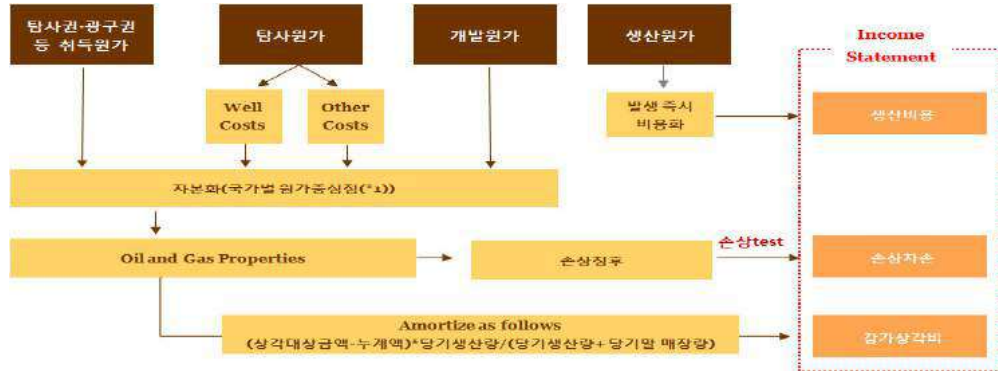 탐사권·광구권
등 취득원가
탐사원가
개발원가
생산원가
Income
Statement
Well
Costs
Other
Costs
발생 즉시
비용화
생산비용
자본화(국가별 원가중심점(*1))
Oil and Gas Properties
손상징후
손상test
손상차손
Amortize as follows
(상각대상금액-누계액)*당기생산량/(당기생산량+당기말 매장량)
감가상각비